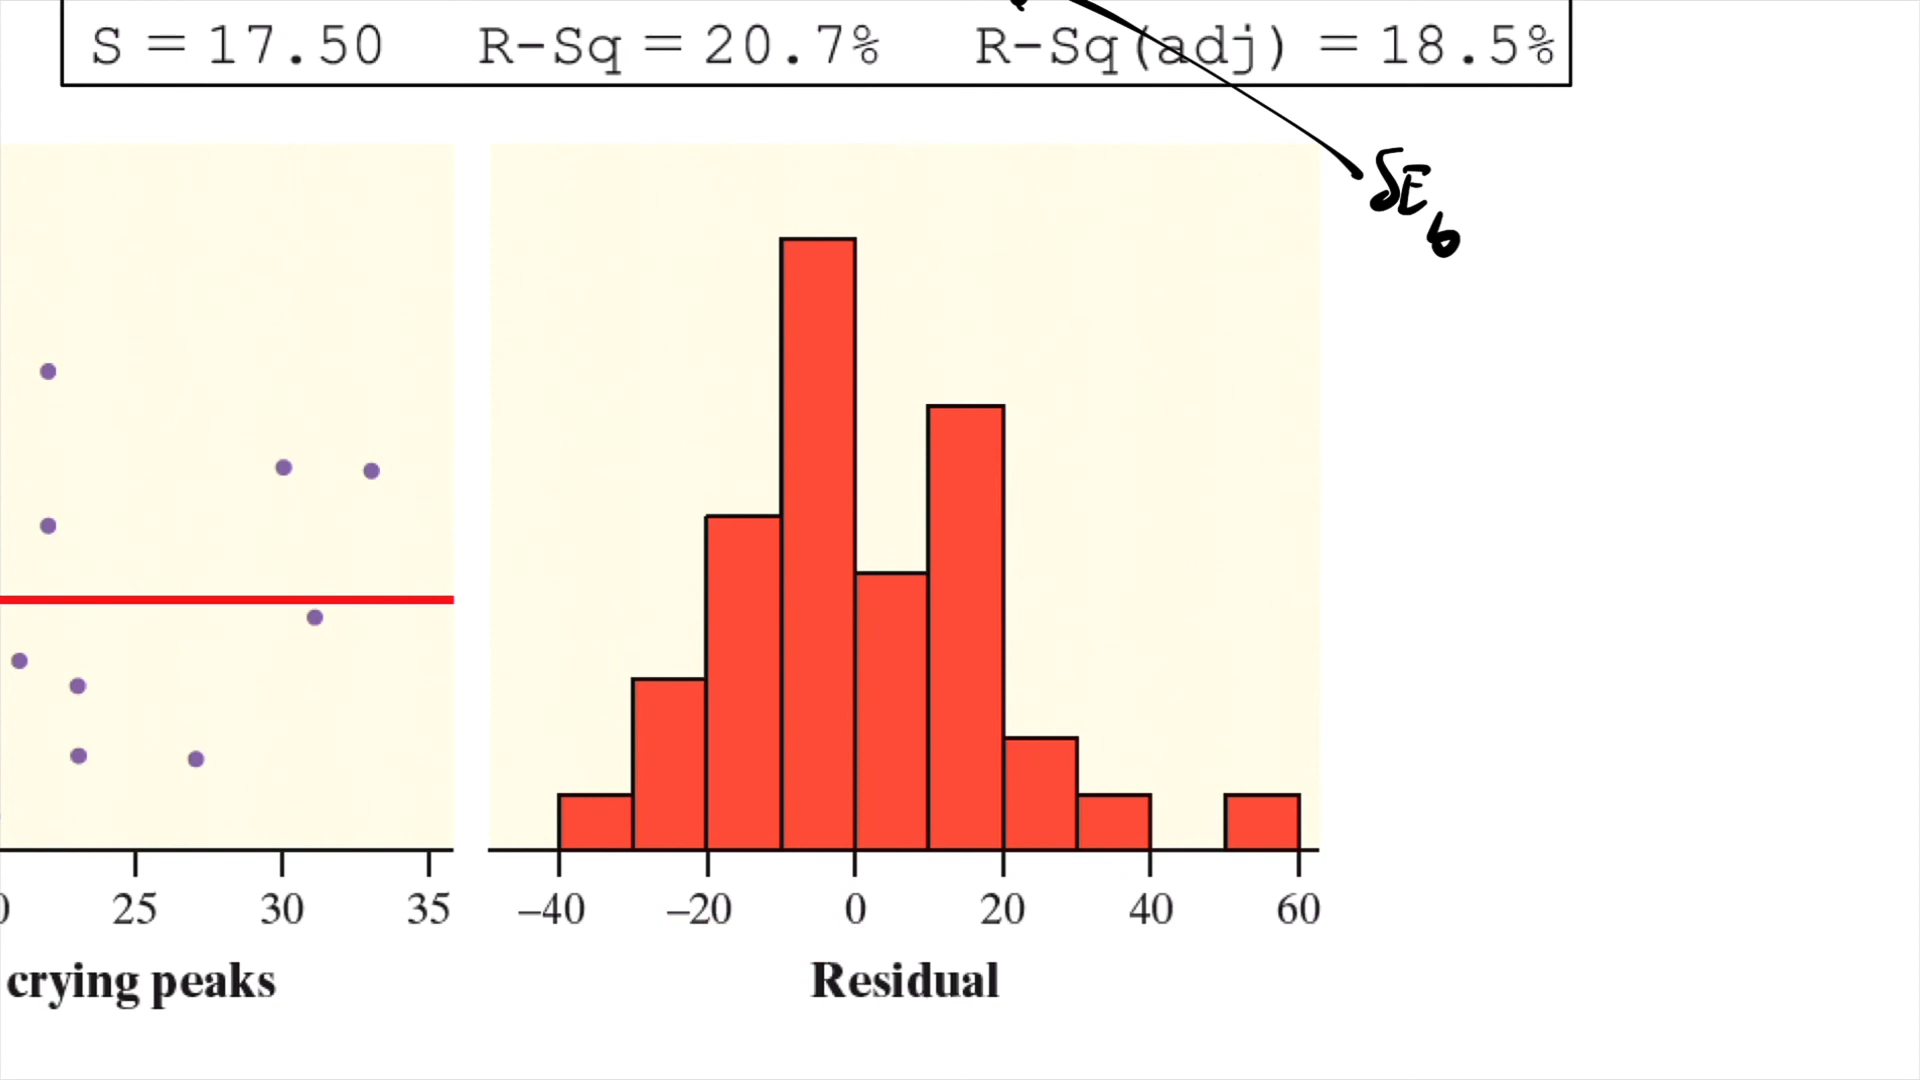 S = 17.50 R-Sq = 20.7% R-Sq(adj) = 18.5%
SE b
25 30 35
crying peaks
–40 –20 0 20 40 60
Residual